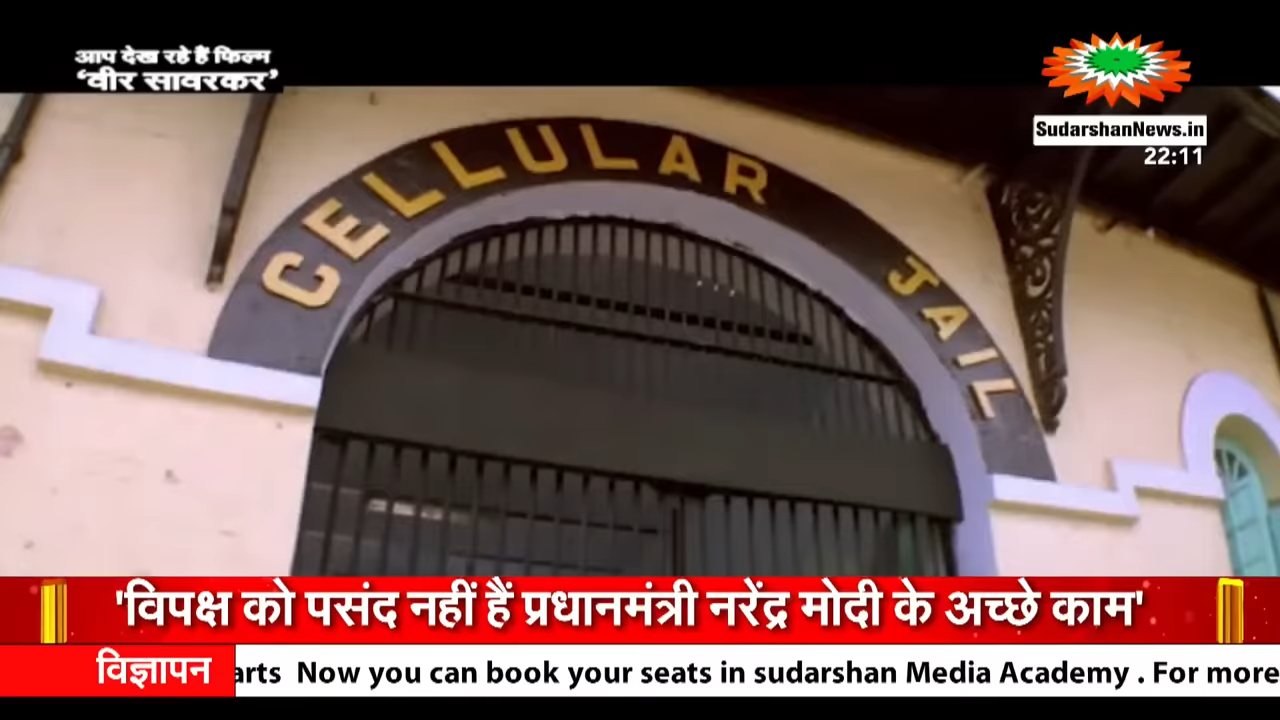 आप देख रहे हैं फिल्म
'वीर सावरकर'
SudarshanNews.in
22:11
CELLULAR JAIL
'विपक्ष को पसंद नहीं हैं प्रधानमंत्री नरेंद्र मोदी के अच्छे काम'
विज्ञापन
arts Now you can book your seats in sudarshan Media Academy . For more